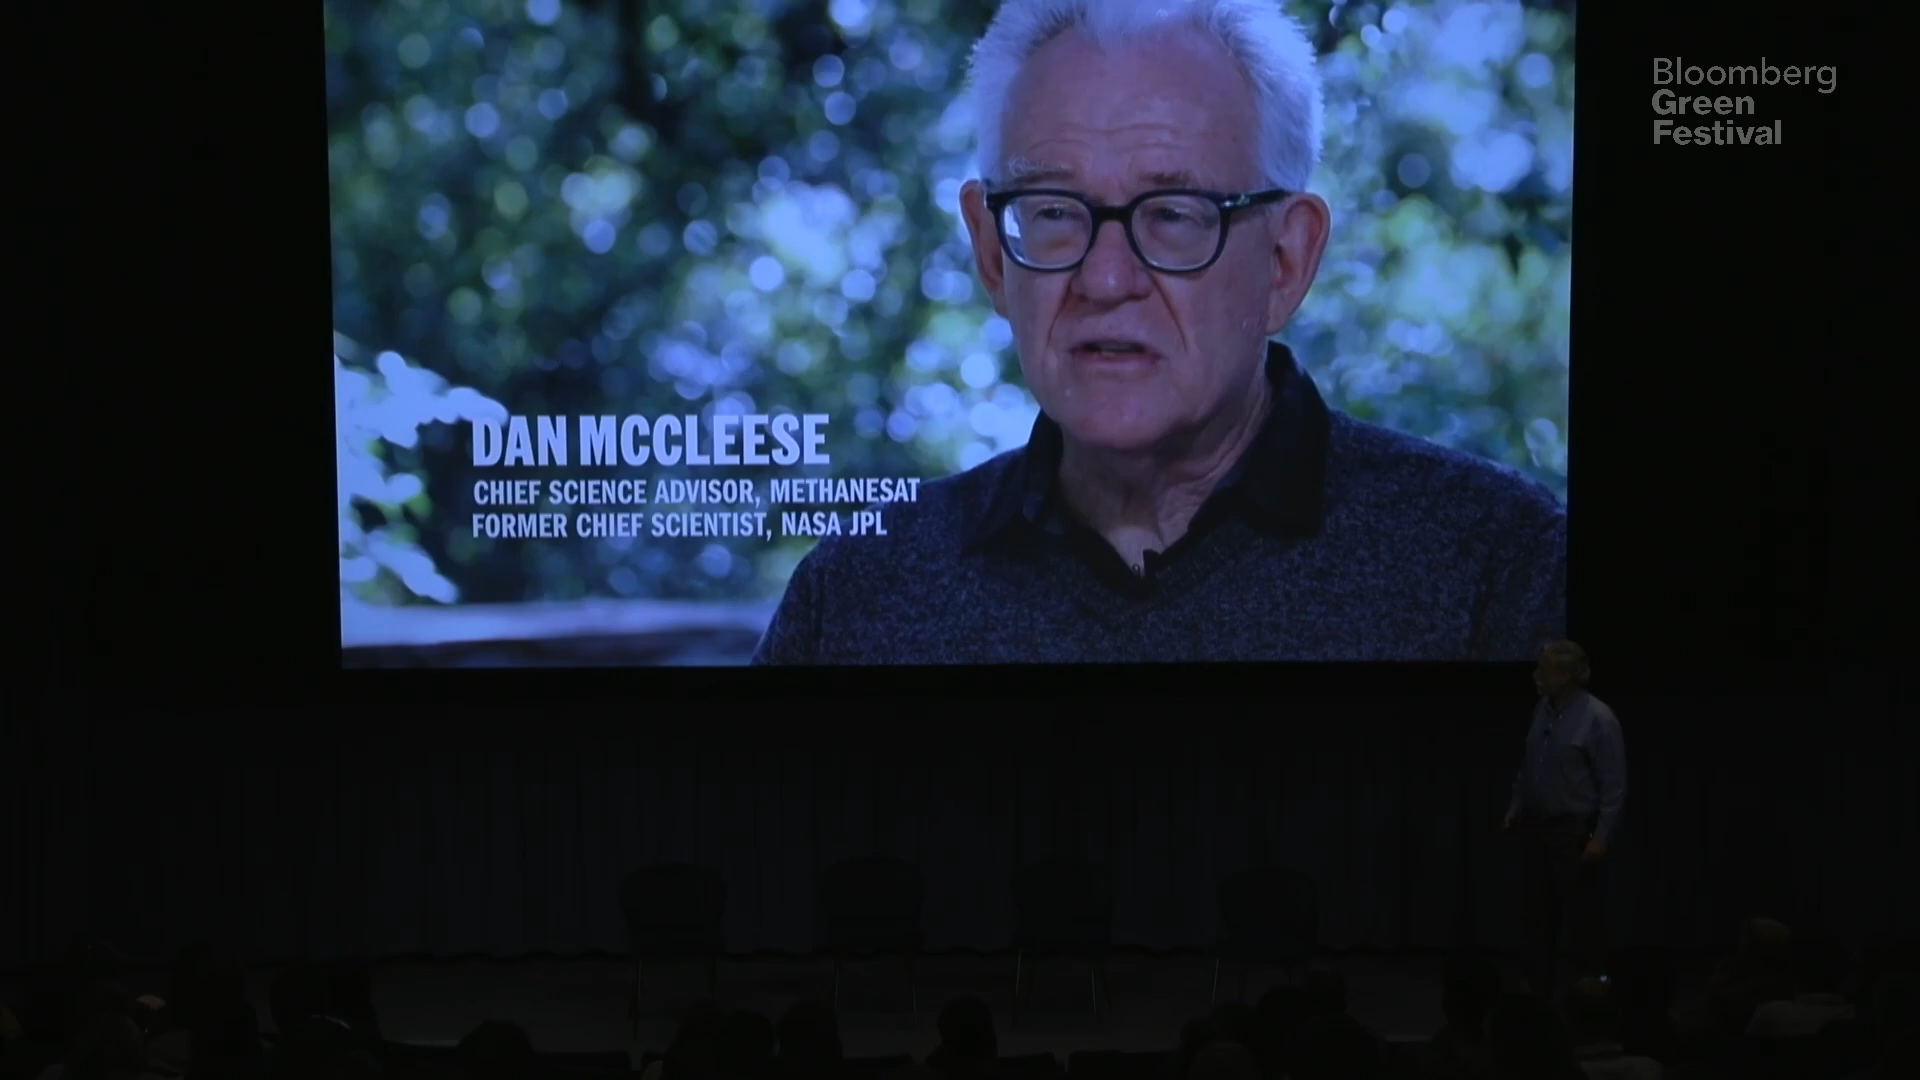 Bloomberg
Green
Festival
DAN MCCLEESE
CHIEF SCIENCE ADVISOR, METHANESAT
FORMER CHIEF SCIENTIST, NASA JPL